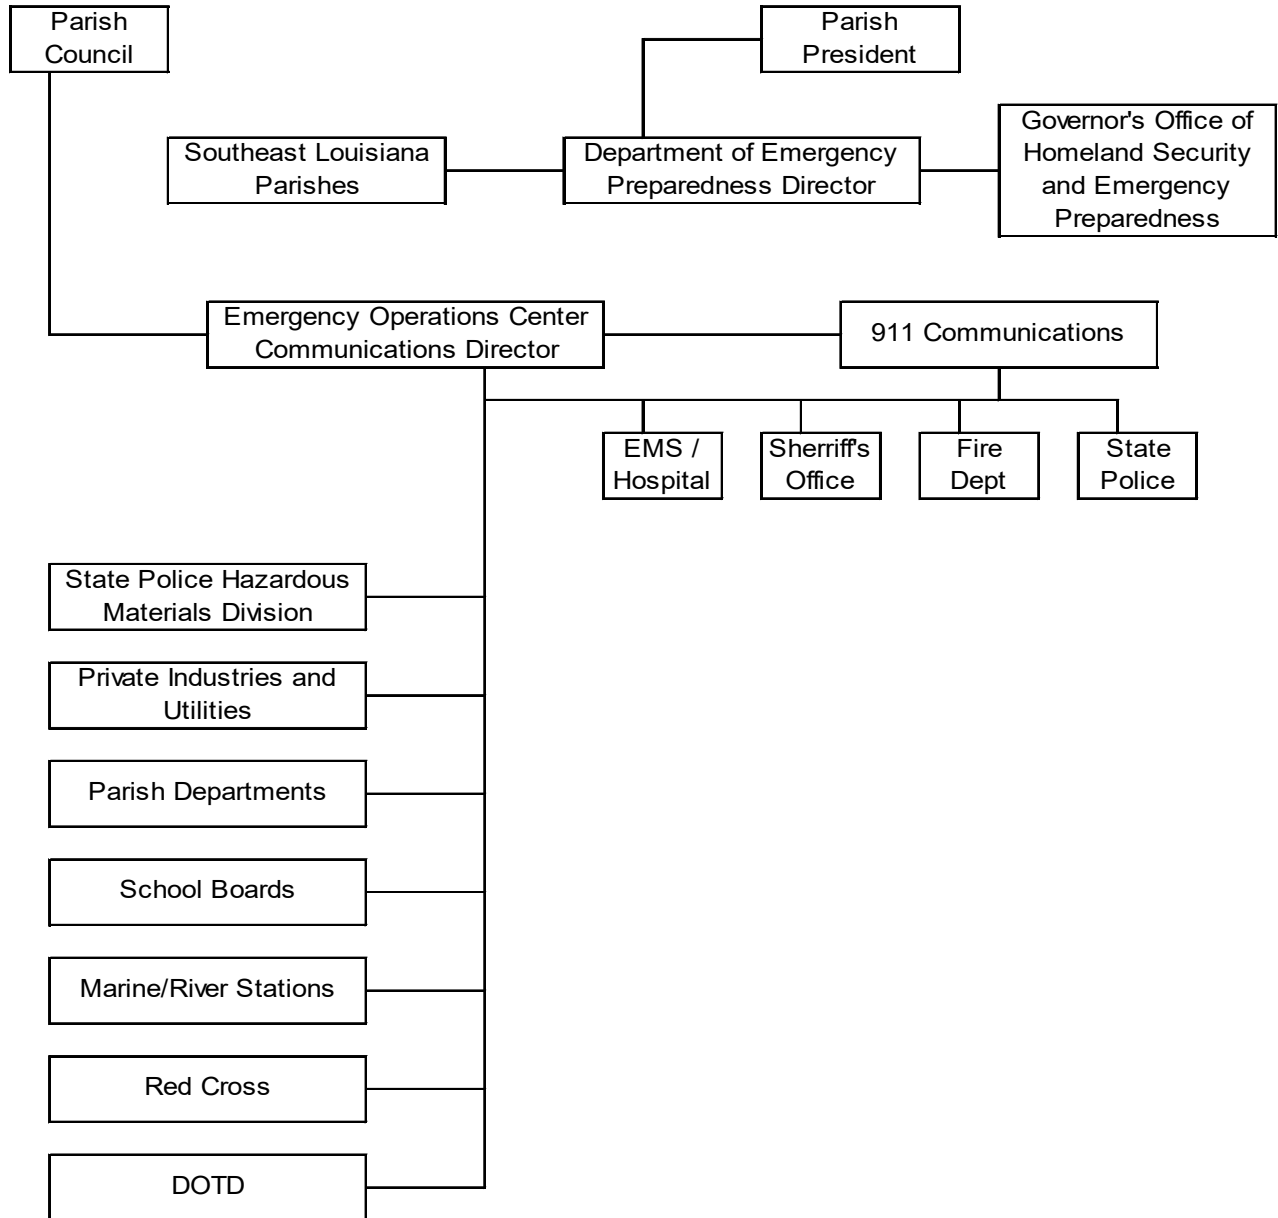 Parish
Council
Parish
President
Southeast Louisiana
Parishes
Department of Emergency
Preparedness Director
Governor's Office of
Homeland Security
and Emergency
Preparedness
Emergency Operations Center
Communications Director
911 Communications
EMS /
Hospital
Sherriff's
Office
Fire
Dept
State
Police
State Police Hazardous
Materials Division
Private Industries and
Utilities
Parish Departments
School Boards
Marine/River Stations
Red Cross
DOTD